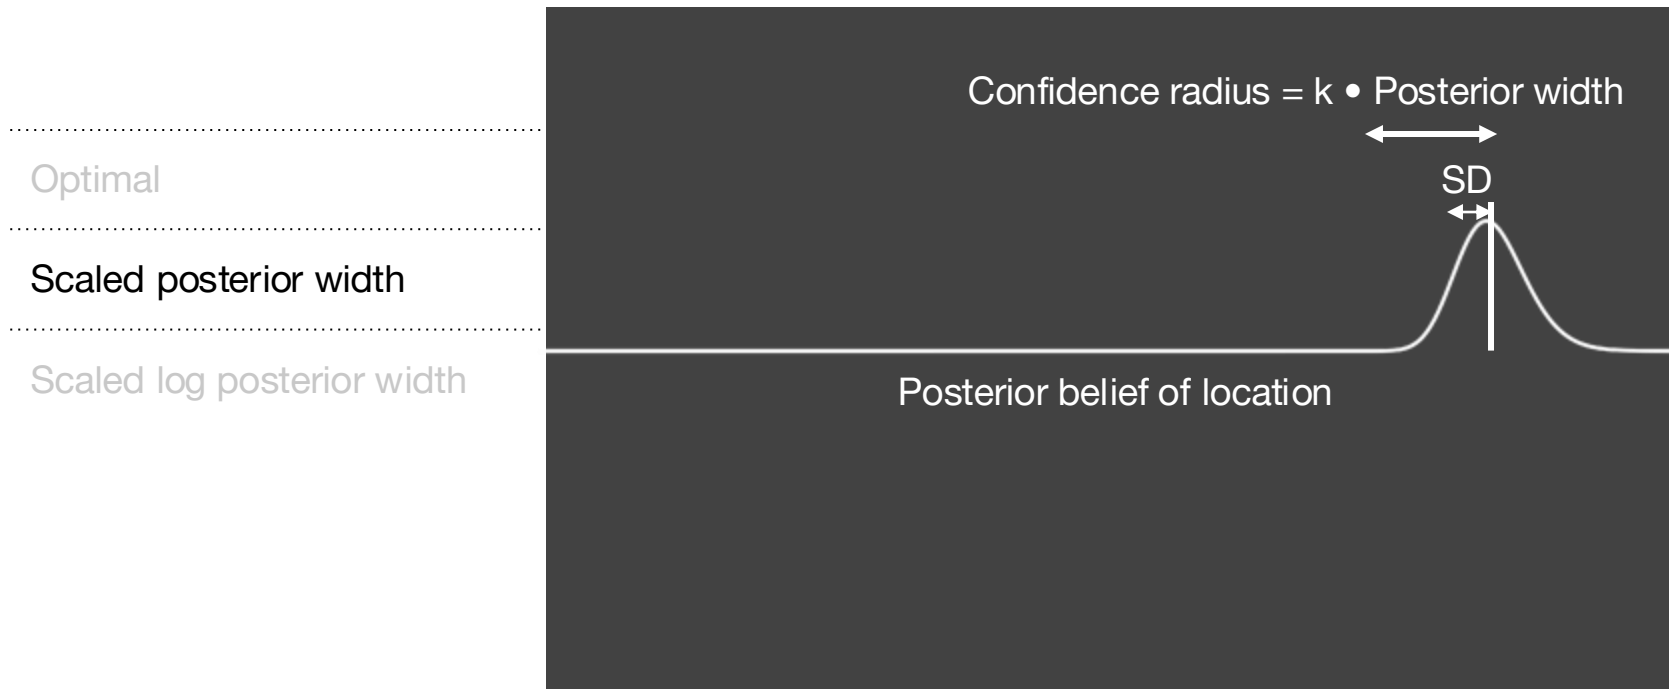 Optimal
Scaled posterior width
Scaled log posterior width
Confidence radius = k • Posterior width
SD
Posterior belief of location